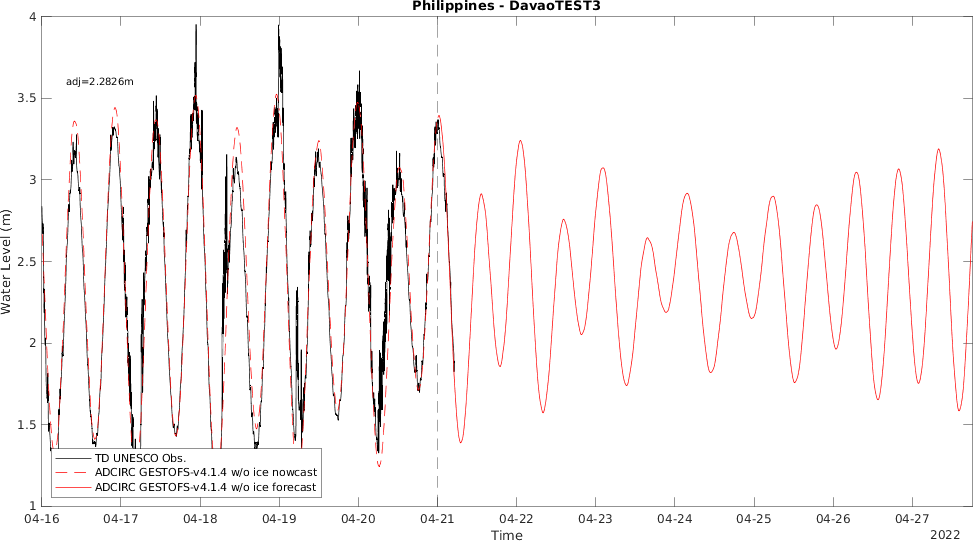 Philippines - DavaoTEST3
4
3.5
3
2.5
2
1.5
1
Water Level (m)
adj=2.2826m
TD UNESCO Obs.
ADCIRC GESTOFS-v4.1.4 w/o ice nowcast
ADCIRC GESTOFS-v4.1.4 w/o ice forecast
04-16 04-17 04-18 04-19 04-20 04-21 04-22 04-23 04-24 04-25 04-26 04-27
Time
2022